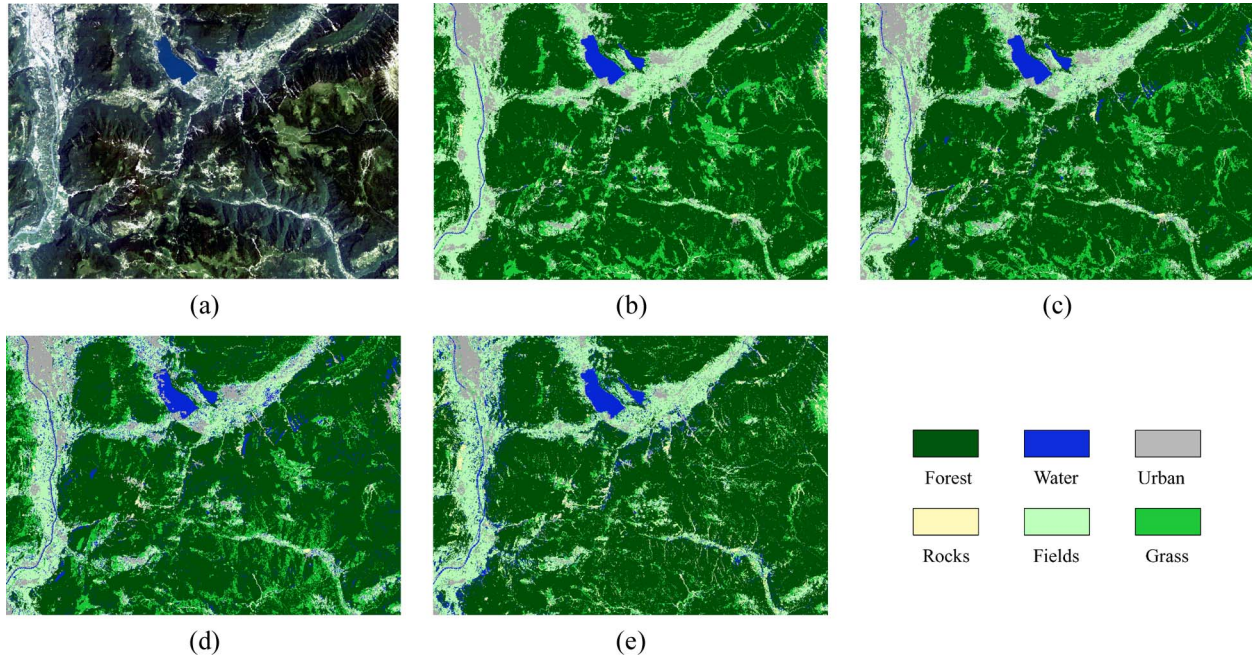 (a)
(b)
(c)
(d)
(e)
Forest Water Urban
Rocks Fields Grass